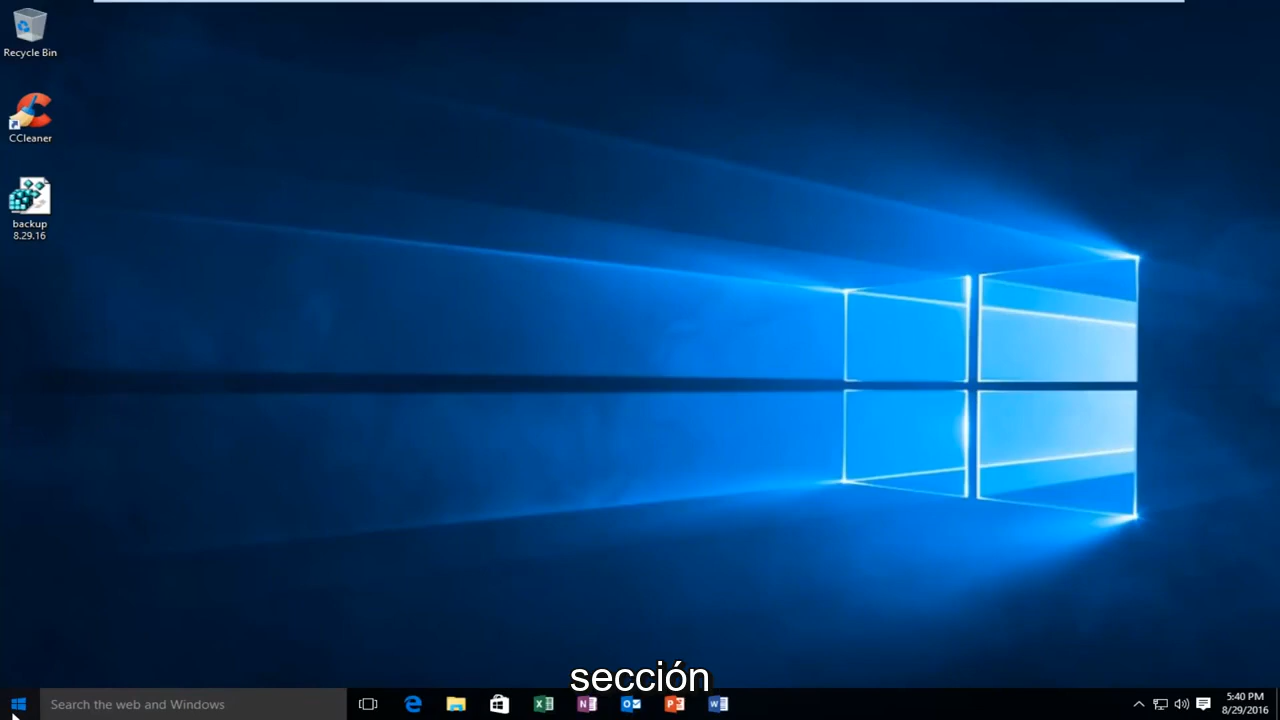 Recycle Bin
CCleaner
backup
8.29.16
sección
Search the web and Windows
5:40 PM
8/29/2016